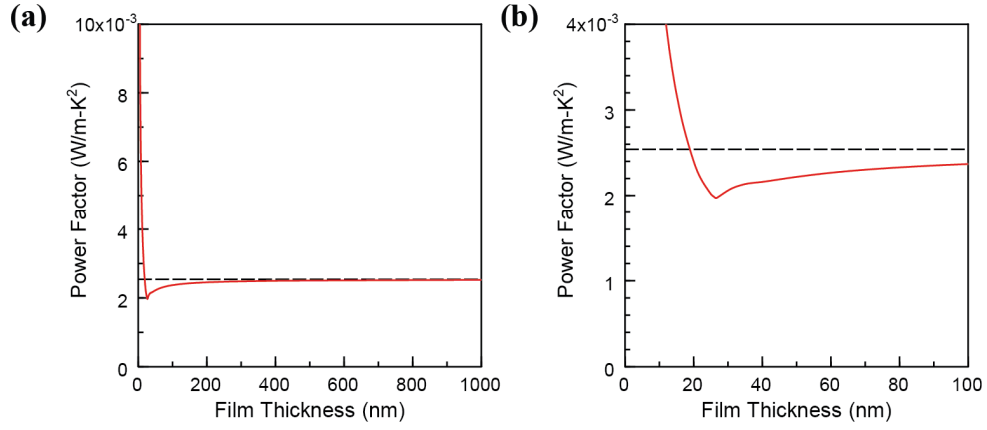 (a)
10x10⁻³
8
6
4
2
0
0 200 400 600 800 1000
Film Thickness (nm)
Power Factor (W/m-K²)
(b)
4x10⁻³
3
2
1
0
0 20 40 60 80 100
Film Thickness (nm)
Power Factor (W/m-K²)